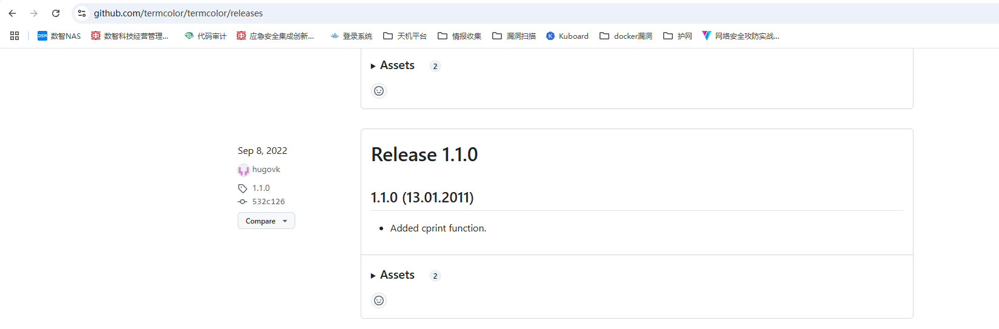 github.com/termcolor/termcolor/releases
数智NAS 数智科技经营管理... 代码审计 应急安全集成创新... 登录系统 天机平台 情报收集 漏洞扫描 Kuboard docker漏洞 护网 网络安全攻防实战...
Assets 2
Sep 8, 2022
hugovk
1.1.0
532c126
Compare
Release 1.1.0
1.1.0 (13.01.2011)
Added cprint function.
Assets 2